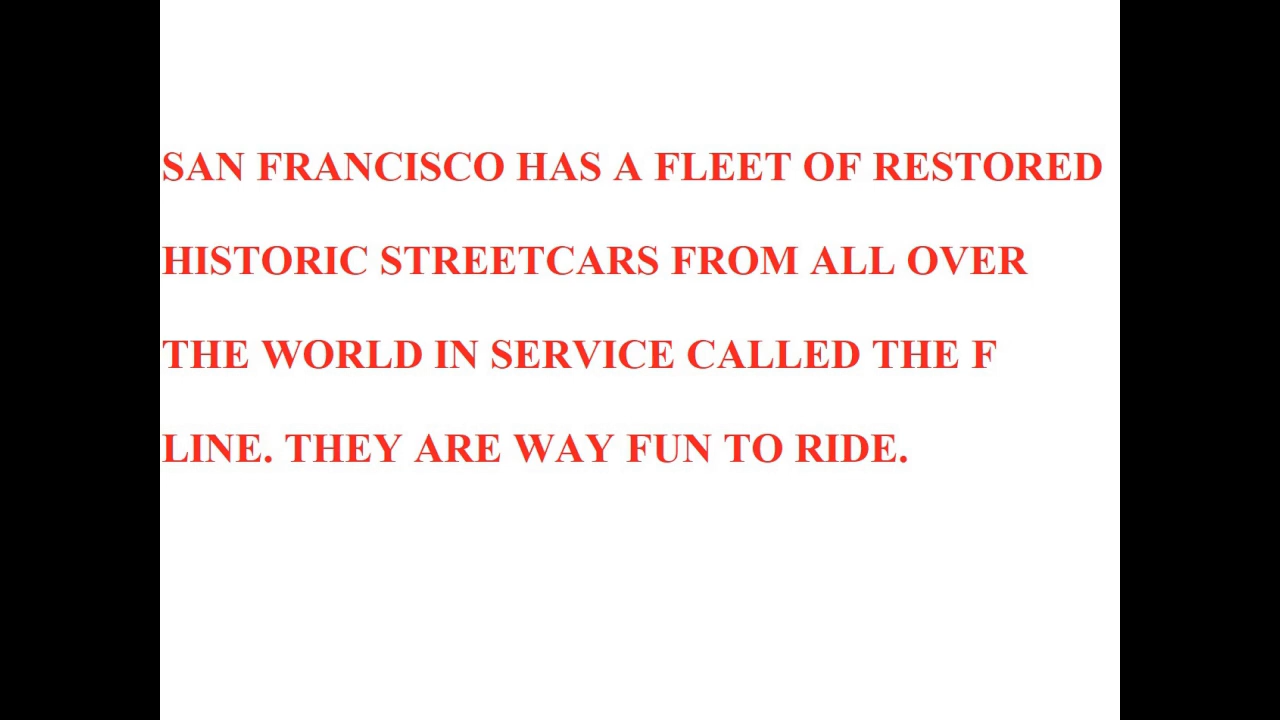 SAN FRANCISCO HAS A FLEET OF RESTORED
HISTORIC STREETCARS FROM ALL OVER
THE WORLD IN SERVICE CALLED THE F
LINE. THEY ARE WAY FUN TO RIDE.